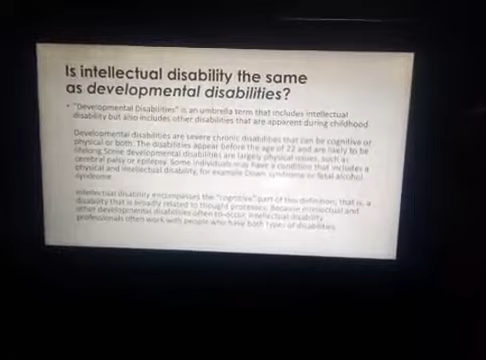 Is intellectual disability the same
as developmental disabilities?
• "Developmental Disabilities" is an umbrella term that includes intellectual
disability but also includes other disabilities that are apparent during childhood.
Developmental disabilities are severe chronic disabilities that can be cognitive or
physical or both. The disabilities appear before the age of 22 and are likely to be
lifelong. Some developmental disabilities are largely physical issues, such as
cerebral palsy or epilepsy. Some individuals may have a condition that includes a
physical and intellectual disability, for example Down syndrome or fetal alcohol
syndrome.
Intellectual disability encompasses the "cognitive" part of this definition, that is, a
disability that is broadly related to thought processes. Because intellectual and
other developmental disabilities often co-occur, intellectual disability
professionals often work with people who have both types of disabilities.